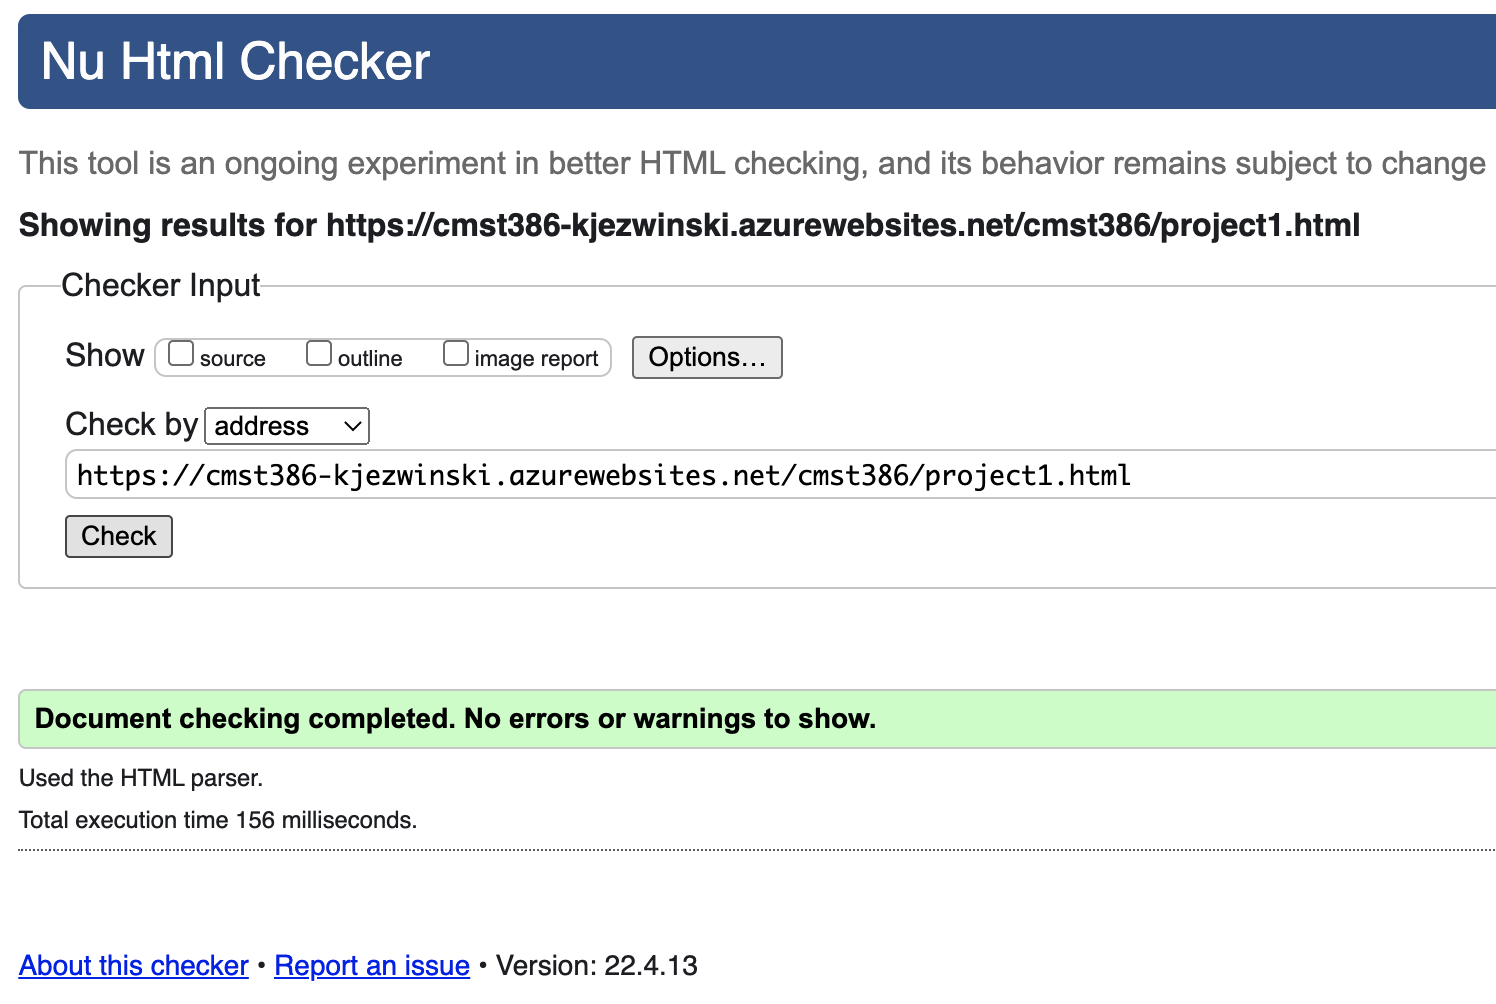 Nu Html Checker
This tool is an ongoing experiment in better HTML checking, and its behavior remains subject to change
Showing results for https://cmst386-kjezwinski.azurewebsites.net/cmst386/project1.html
Checker Input
Show source outline image report Options…
Check by address
https://cmst386-kjezwinski.azurewebsites.net/cmst386/project1.html
Check
Document checking completed. No errors or warnings to show.
Used the HTML parser.
Total execution time 156 milliseconds.
About this checker • Report an issue • Version: 22.4.13